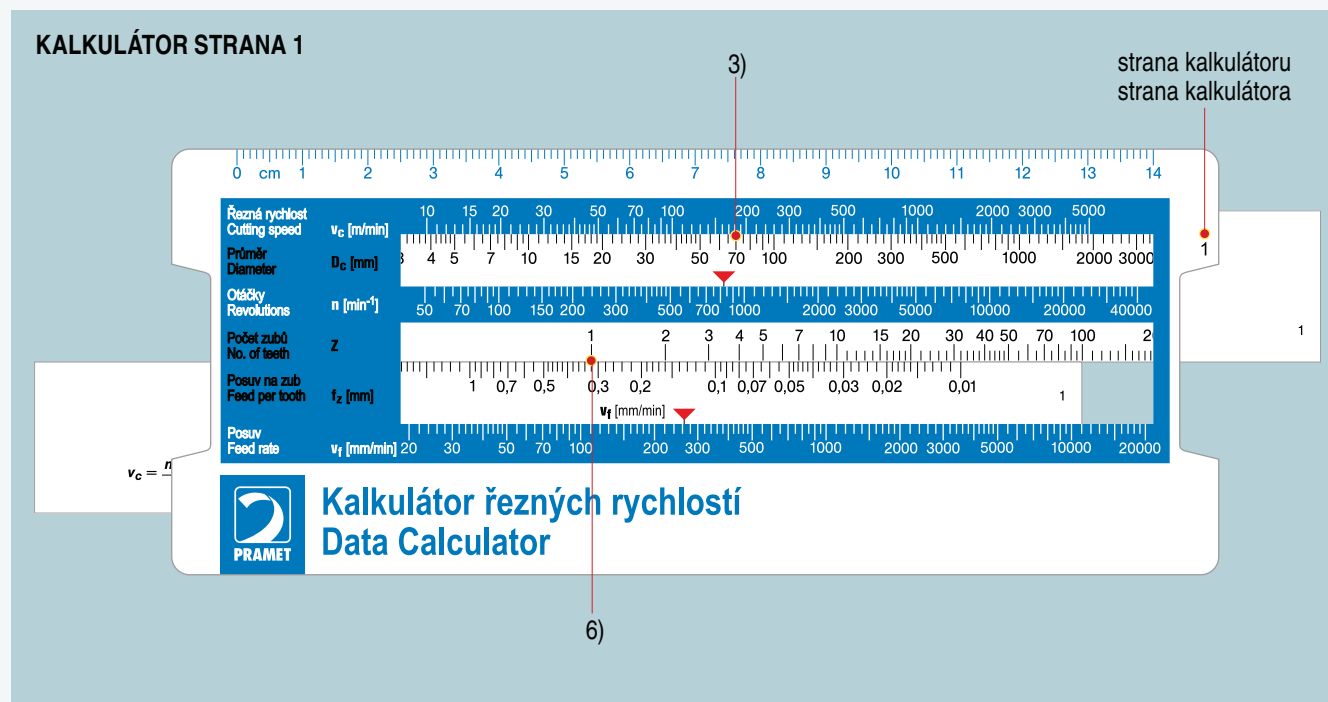 KALKULÁTOR STRANA 1
3)
strana kalkulátoru
strana kalkulátora
0 cm 1 2 3 4 5 6 7 8 9 10 11 12 13 14
Řezná rychlost
Cutting speed vc [m/min] 10 15 20 30 50 70 100 200 300 500 1000 2000 3000 5000
1
Průměr
Diameter Dc [mm] 3 4 5 7 10 15 20 30 50 70 100 200 300 500 1000 2000 3000
Otáčky
Revolutions n [min-1] 50 70 100 150 200 300 500 700 1000 2000 3000 5000 10000 20000 40000
Počet zubů
No. of teeth Z 1 2 3 4 5 7 10 15 20 30 40 50 70 100 20
1
Posuv na zub
Feed per tooth fz [mm] 1 0,7 0,5 0,3 0,2 0,1 0,07 0,05 0,03 0,02 0,01 1
vf [mm/min]
Posuv
Feed rate vf [mm/min] 20 30 50 70 100 200 300 500 1000 2000 3000 5000 10000 20000
vc = n
PRAMET
Kalkulátor řezných rychlostí
Data Calculator
6)